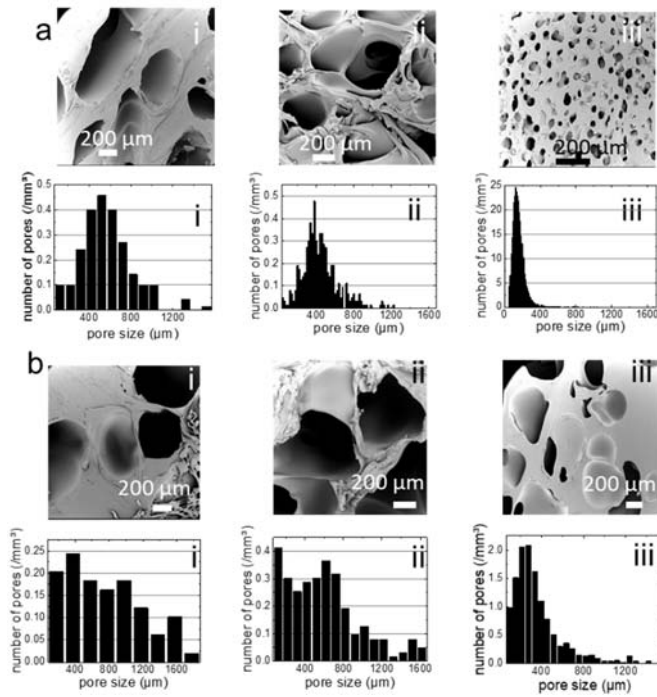 a
i
ii
iii
200 µm
200 µm
200 µm
number of pores (/mm³)
0.5
0.4
0.3
0.2
0.1
0.0
i
400 800 1200
pore size (µm)
number of pores (/mm³)
0.5
0.4
0.3
0.2
0.1
0.0
ii
400 800 1200 1600
pore size (µm)
number of pores (/mm³)
25
20
15
10
5
0
iii
400 800 1200 1600
pore size (µm)
b
i
ii
iii
200 µm
200 µm
200 µm
number of pores (/mm³)
0.25
0.20
0.15
0.10
0.05
0.00
i
400 800 1200 1600
pore size (µm)
number of pores (/mm³)
0.4
0.3
0.2
0.1
0.0
ii
400 800 1200 1600
pore size (µm)
number of pores (/mm³)
2.0
1.5
1.0
0.5
0.0
iii
400 800 1200
pore size (µm)